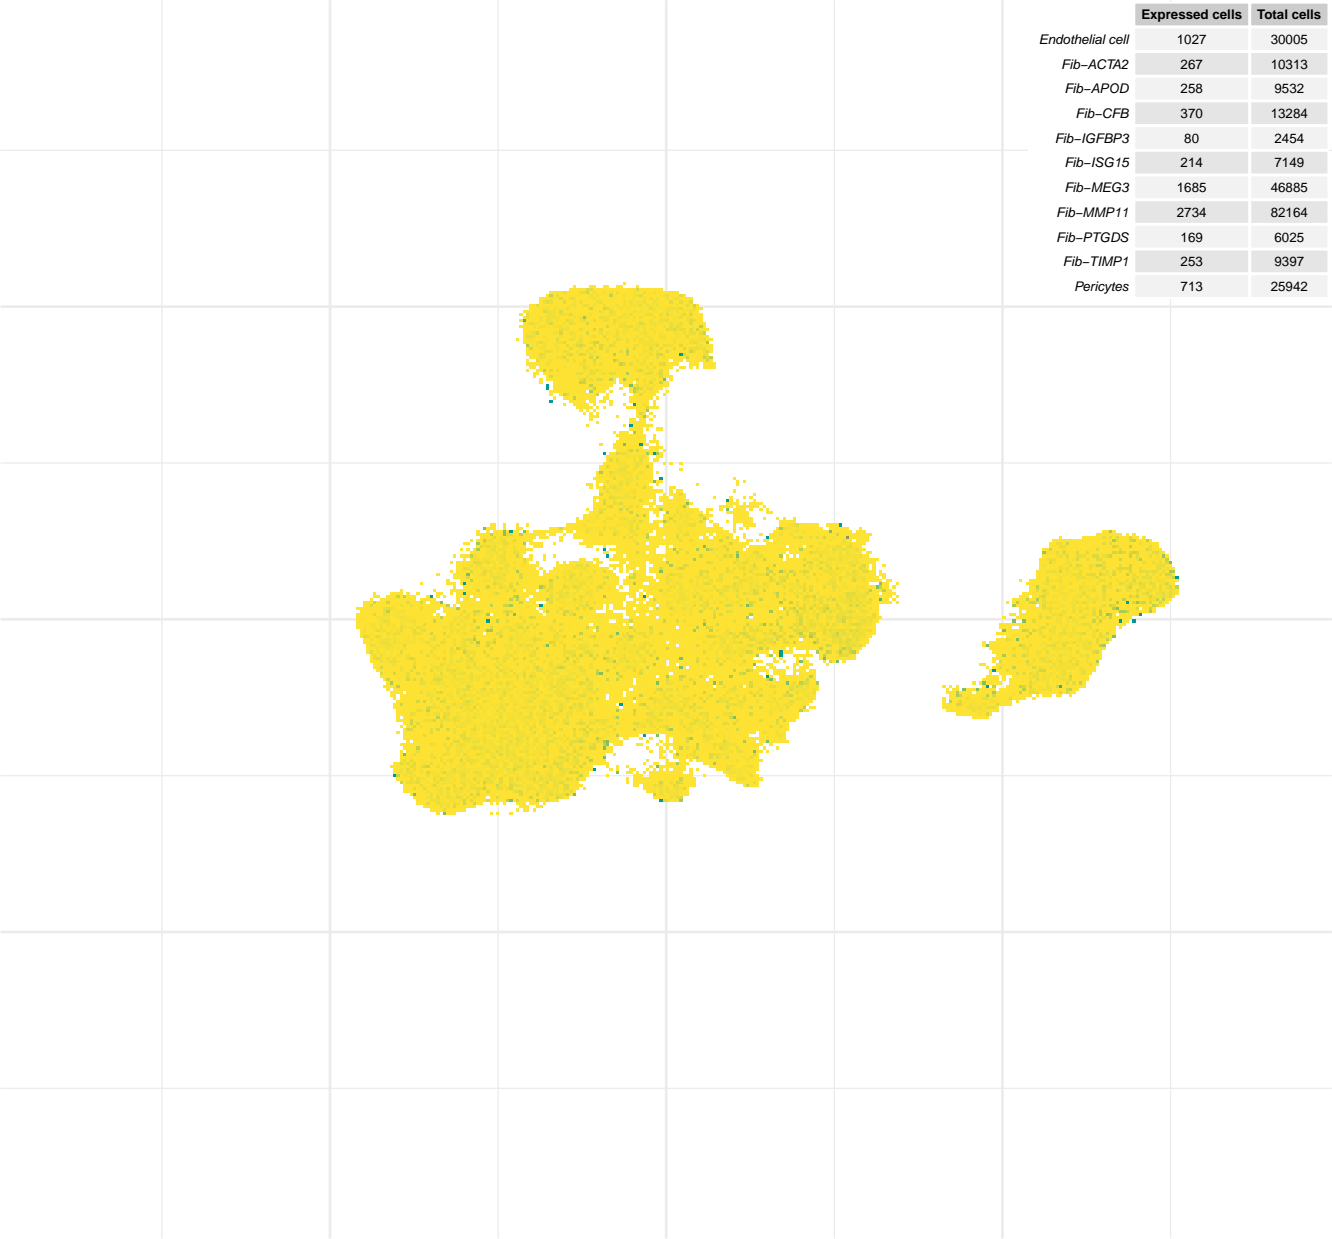 Expressed cells Total cells
Endothelial cell 1027 30005
Fib−ACTA2 267 10313
Fib−APOD 258 9532
Fib−CFB 370 13284
Fib−IGFBP3 80 2454
Fib−ISG15 214 7149
Fib−MEG3 1685 46885
Fib−MMP11 2734 82164
Fib−PTGDS 169 6025
Fib−TIMP1 253 9397
Pericytes 713 25942